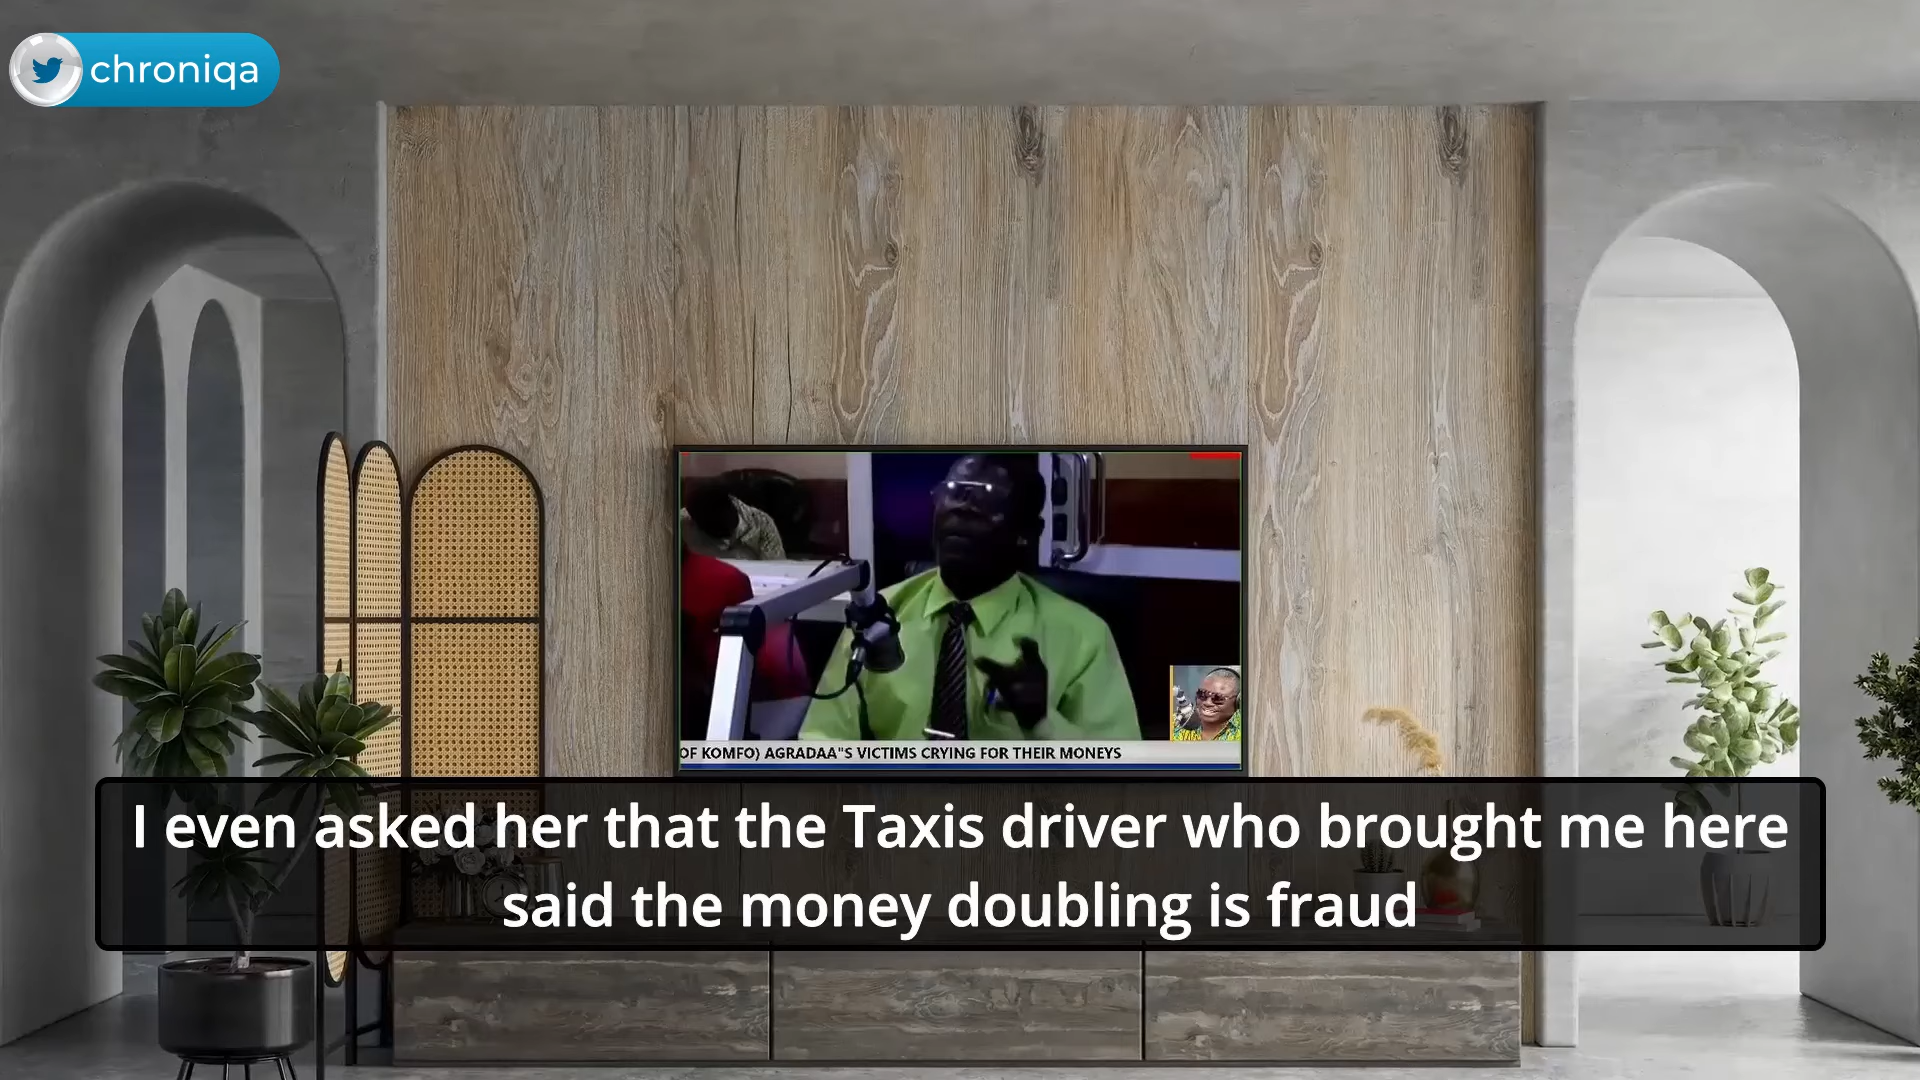 chroniqa
OF KOMFO) AGRADAA"S VICTIMS CRYING FOR THEIR MONEYS
I even asked her that the Taxis driver who brought me here
said the money doubling is fraud